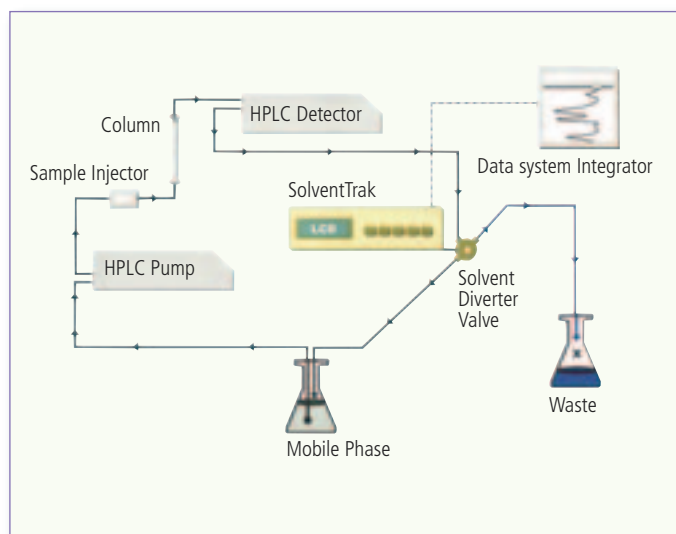 HPLC Detector
Column
Data system Integrator
Sample Injector
SolventTrak
LCD
HPLC Pump
Solvent
Diverter
Valve
Waste
Mobile Phase